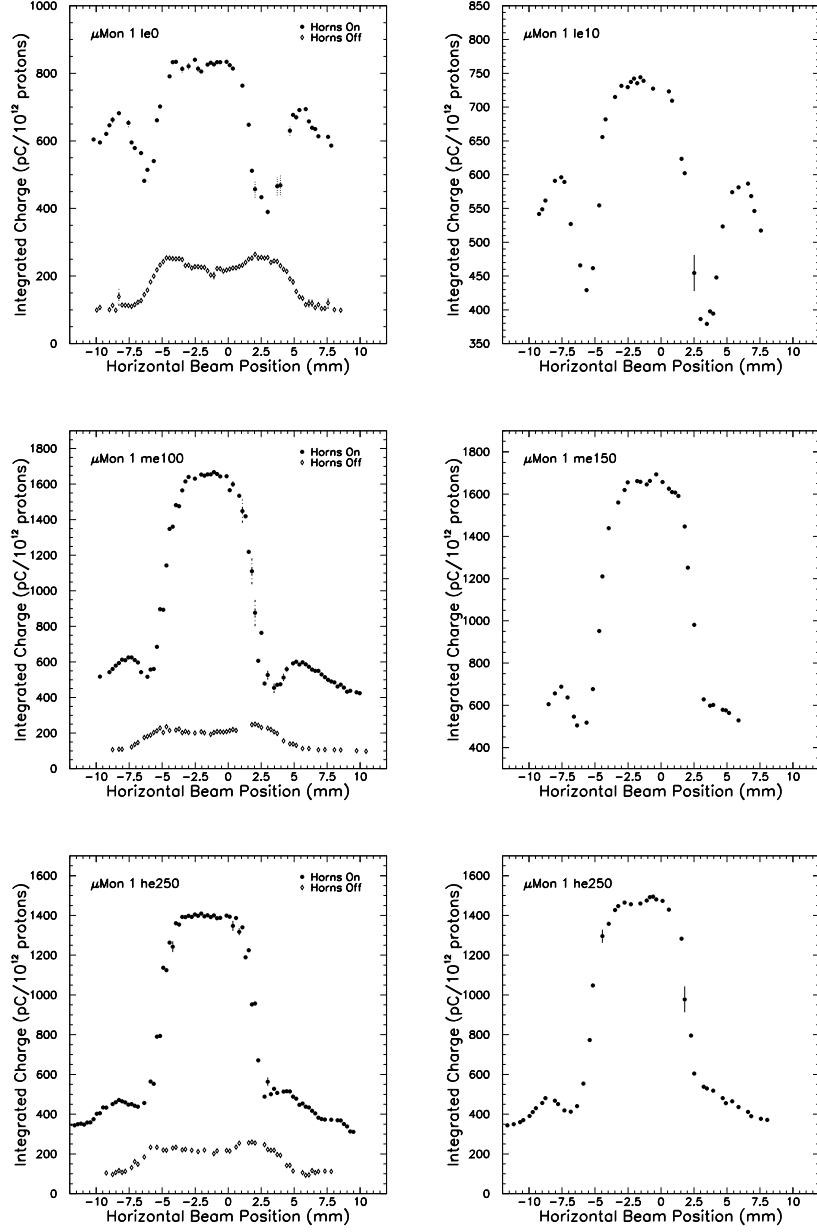 μMon 1 le0
Horns On
Horns Off
1000
800
600
400
200
0
Integrated Charge (pC/10¹² protons)
−10 −7.5 −5 −2.5 0 2.5 5 7.5 10
Horizontal Beam Position (mm)
μMon 1 le10
850
800
750
700
650
600
550
500
450
400
350
Integrated Charge (pC/10¹² protons)
−10 −7.5 −5 −2.5 0 2.5 5 7.5 10
Horizontal Beam Position (mm)
μMon 1 me100
Horns On
Horns Off
1800
1600
1400
1200
1000
800
600
400
200
0
Integrated Charge (pC/10¹² protons)
−10 −7.5 −5 −2.5 0 2.5 5 7.5 10
Horizontal Beam Position (mm)
μMon 1 me150
1800
1600
1400
1200
1000
800
600
400
Integrated Charge (pC/10¹² protons)
−10 −7.5 −5 −2.5 0 2.5 5 7.5 10
Horizontal Beam Position (mm)
μMon 1 he250
Horns On
Horns Off
1600
1400
1200
1000
800
600
400
200
0
Integrated Charge (pC/10¹² protons)
−10 −7.5 −5 −2.5 0 2.5 5 7.5 10
Horizontal Beam Position (mm)
μMon 1 he250
1600
1400
1200
1000
800
600
400
200
0
Integrated Charge (pC/10¹² protons)
−10 −7.5 −5 −2.5 0 2.5 5 7.5 10
Horizontal Beam Position (mm)